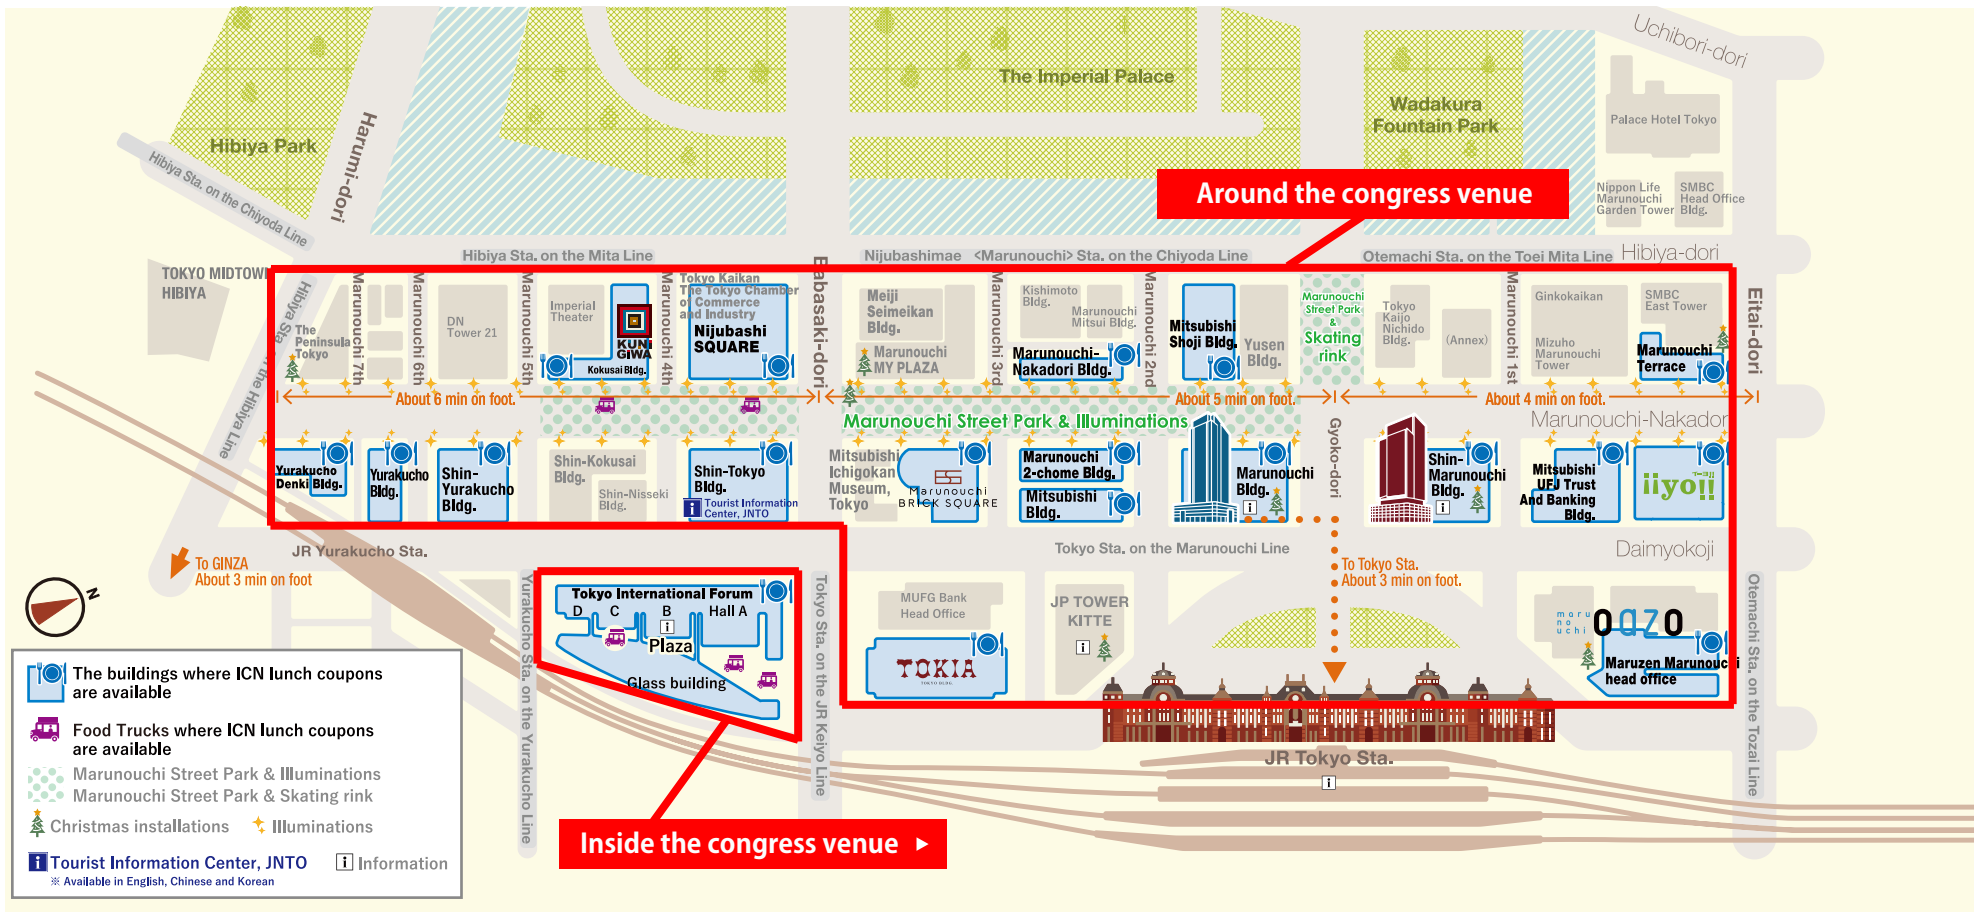 Uchibori-dori
The Imperial Palace
Wadakura
Fountain Park
Palace Hotel Tokyo
Hibiya Park
Harumi-dori
Hibiya Sta. on the Chiyoda Line
Around the congress venue
Nippon Life
Marunouchi
Garden Tower
SMBC
Head Office
Bldg.
Hibiya Sta. on the Mita Line
Nijubashimae <Marunouchi> Sta. on the Chiyoda Line
Otemachi Sta. on the Toei Mita Line
Hibiya-dori
TOKYO MIDTOWN
HIBIYA
Hibiya Sta. on the Hibiya Line
The
Peninsula
Tokyo
Marunouchi 7th
Marunouchi 6th
DN
Tower 21
Marunouchi 5th
Imperial
Theater
KUNI
GIWA
Kokusai Bldg.
Marunouchi 4th
Tokyo Kaikan
The Tokyo Chamber
of Commerce
and Industry
Nijubashi
SQUARE
Babasaki-dori
Meiji
Seimeikan
Bldg.
Marunouchi
MY PLAZA
Marunouchi 3rd
Kishimoto
Bldg.
Marunouchi
Mitsui Bldg.
Marunouchi-
Nakadori Bldg.
Marunouchi 2nd
Mitsubishi
Shoji Bldg.
Yusen
Bldg.
Marunouchi
Street Park
&
Skating
rink
Tokyo
Kaijo
Nichido
Bldg.
(Annex)
Marunouchi 1st
Ginkokaikan
Mizuho
Marunouchi
Tower
SMBC
East Tower
Marunouchi
Terrace
Eitai-dori
About 6 min on foot.
About 5 min on foot.
About 4 min on foot.
Marunouchi Street Park & Illuminations
Gyoko-dori
Marunouchi-Nakadori
Yurakucho
Denki Bldg.
Yurakucho
Bldg.
Shin-
Yurakucho
Bldg.
Shin-Kokusai
Bldg.
Shin-Nisseki
Bldg.
Shin-Tokyo
Bldg.
i Tourist Information
Center, JNTO
Mitsubishi
Ichigokan
Museum,
Tokyo
Marunouchi
BRICK SQUARE
Marunouchi
2-chome Bldg.
Mitsubishi
Bldg.
Marunouchi
Bldg.
i
Shin-
Marunouchi
Bldg.
i
Mitsubishi
UFJ Trust
And Banking
Bldg.
iiyo!!
JR Yurakucho Sta.
Tokyo Sta. on the Marunouchi Line
Daimyokoji
To GINZA
About 3 min on foot
To Tokyo Sta.
About 3 min on foot.
N
Yurakucho Sta. on the Yurakucho Line
Tokyo International Forum
D C B Hall A
i
Plaza
Glass building
Tokyo Sta. on the JR Keiyo Line
MUFG Bank
Head Office
TOKIA
TOKYO BLDG.
JP TOWER
KITTE
i
maru
no
uchi
oazo
Maruzen Marunouchi
head office
Otemachi Sta. on the Tozai Line
JR Tokyo Sta.
i
Inside the congress venue
The buildings where ICN lunch coupons
are available
Food Trucks where ICN lunch coupons
are available
Marunouchi Street Park & Illuminations
Marunouchi Street Park & Skating rink
Christmas installations
Illuminations
i Tourist Information Center, JNTO
i Information
※ Available in English, Chinese and Korean